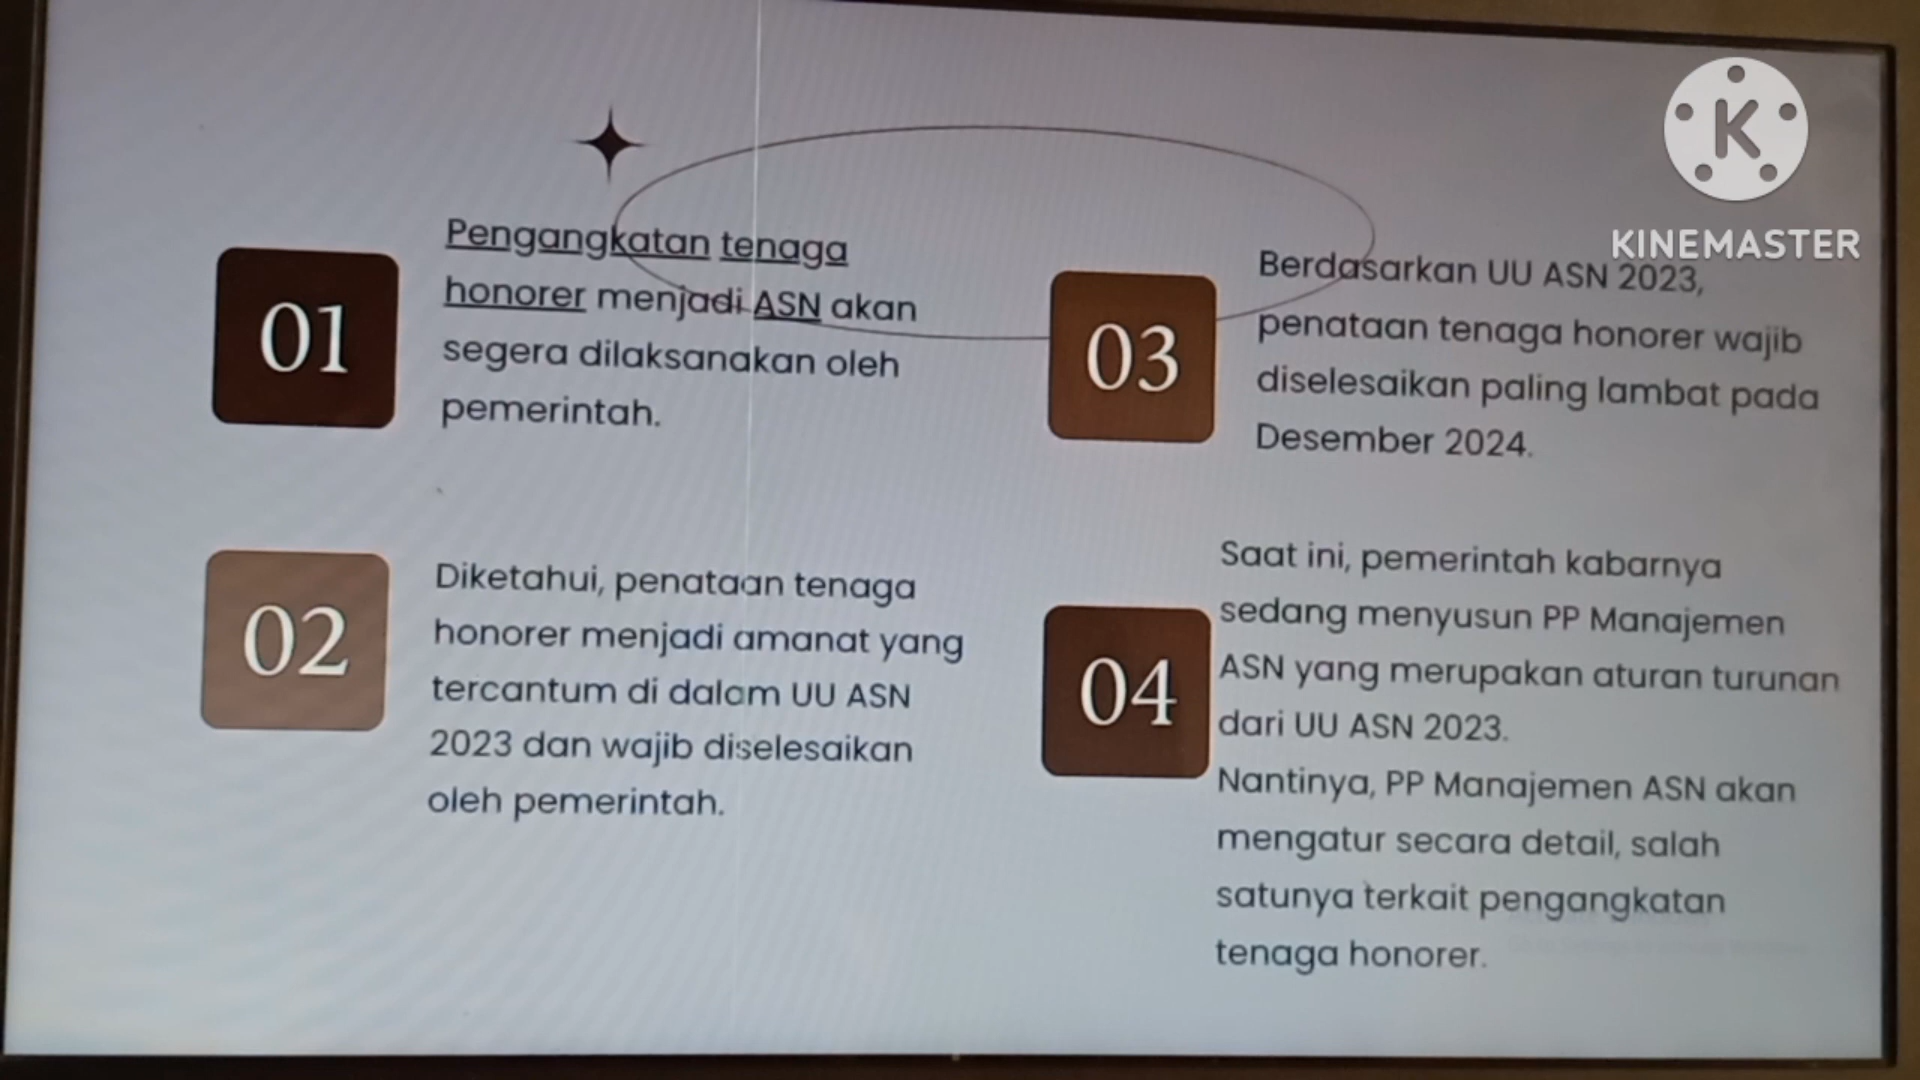 01
Pengangkatan tenaga
honorer menjadi ASN akan
segera dilaksanakan oleh
pemerintah.
02
Diketahui, penataan tenaga
honorer menjadi amanat yang
tercantum di dalam UU ASN
2023 dan wajib diselesaikan
oleh pemerintah.
03
Berdasarkan UU ASN 2023,
penataan tenaga honorer wajib
diselesaikan paling lambat pada
Desember 2024.
04
Saat ini, pemerintah kabarnya
sedang menyusun PP Manajemen
ASN yang merupakan aturan turunan
dari UU ASN 2023.
Nantinya, PP Manajemen ASN akan
mengatur secara detail, salah
satunya terkait pengangkatan
tenaga honorer.
K
KINEMASTER